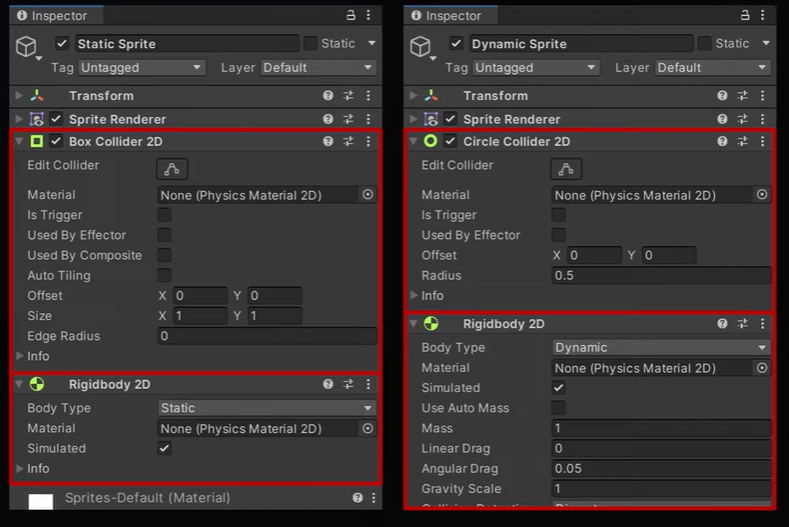 Inspector
Static Sprite
Static
Tag Untagged Layer Default
Transform
Sprite Renderer
Box Collider 2D
Edit Collider
Material None (Physics Material 2D)
Is Trigger
Used By Effector
Used By Composite
Auto Tiling
Offset X 0 Y 0
Size X 1 Y 1
Edge Radius 0
Info
Rigidbody 2D
Body Type Static
Material None (Physics Material 2D)
Simulated
Info
Sprites-Default (Material)
Inspector
Dynamic Sprite
Static
Tag Untagged Layer Default
Transform
Sprite Renderer
Circle Collider 2D
Edit Collider
Material None (Physics Material 2D)
Is Trigger
Used By Effector
Offset X 0 Y 0
Radius 0.5
Info
Rigidbody 2D
Body Type Dynamic
Material None (Physics Material 2D)
Simulated
Use Auto Mass
Mass 1
Linear Drag 0
Angular Drag 0.05
Gravity Scale 1